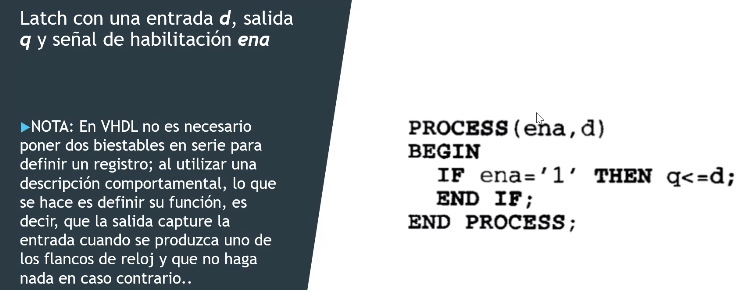 Latch con una entrada d, salida
q y señal de habilitación ena
▶NOTA: En VHDL no es necesario
poner dos biestables en serie para
definir un registro; al utilizar una
descripción comportamental, lo que
se hace es definir su función, es
decir, que la salida capture la
entrada cuando se produzca uno de
los flancos de reloj y que no haga
nada en caso contrario..
PROCESS(ena,d)
BEGIN
IF ena='1' THEN q<=d;
END IF;
END PROCESS;